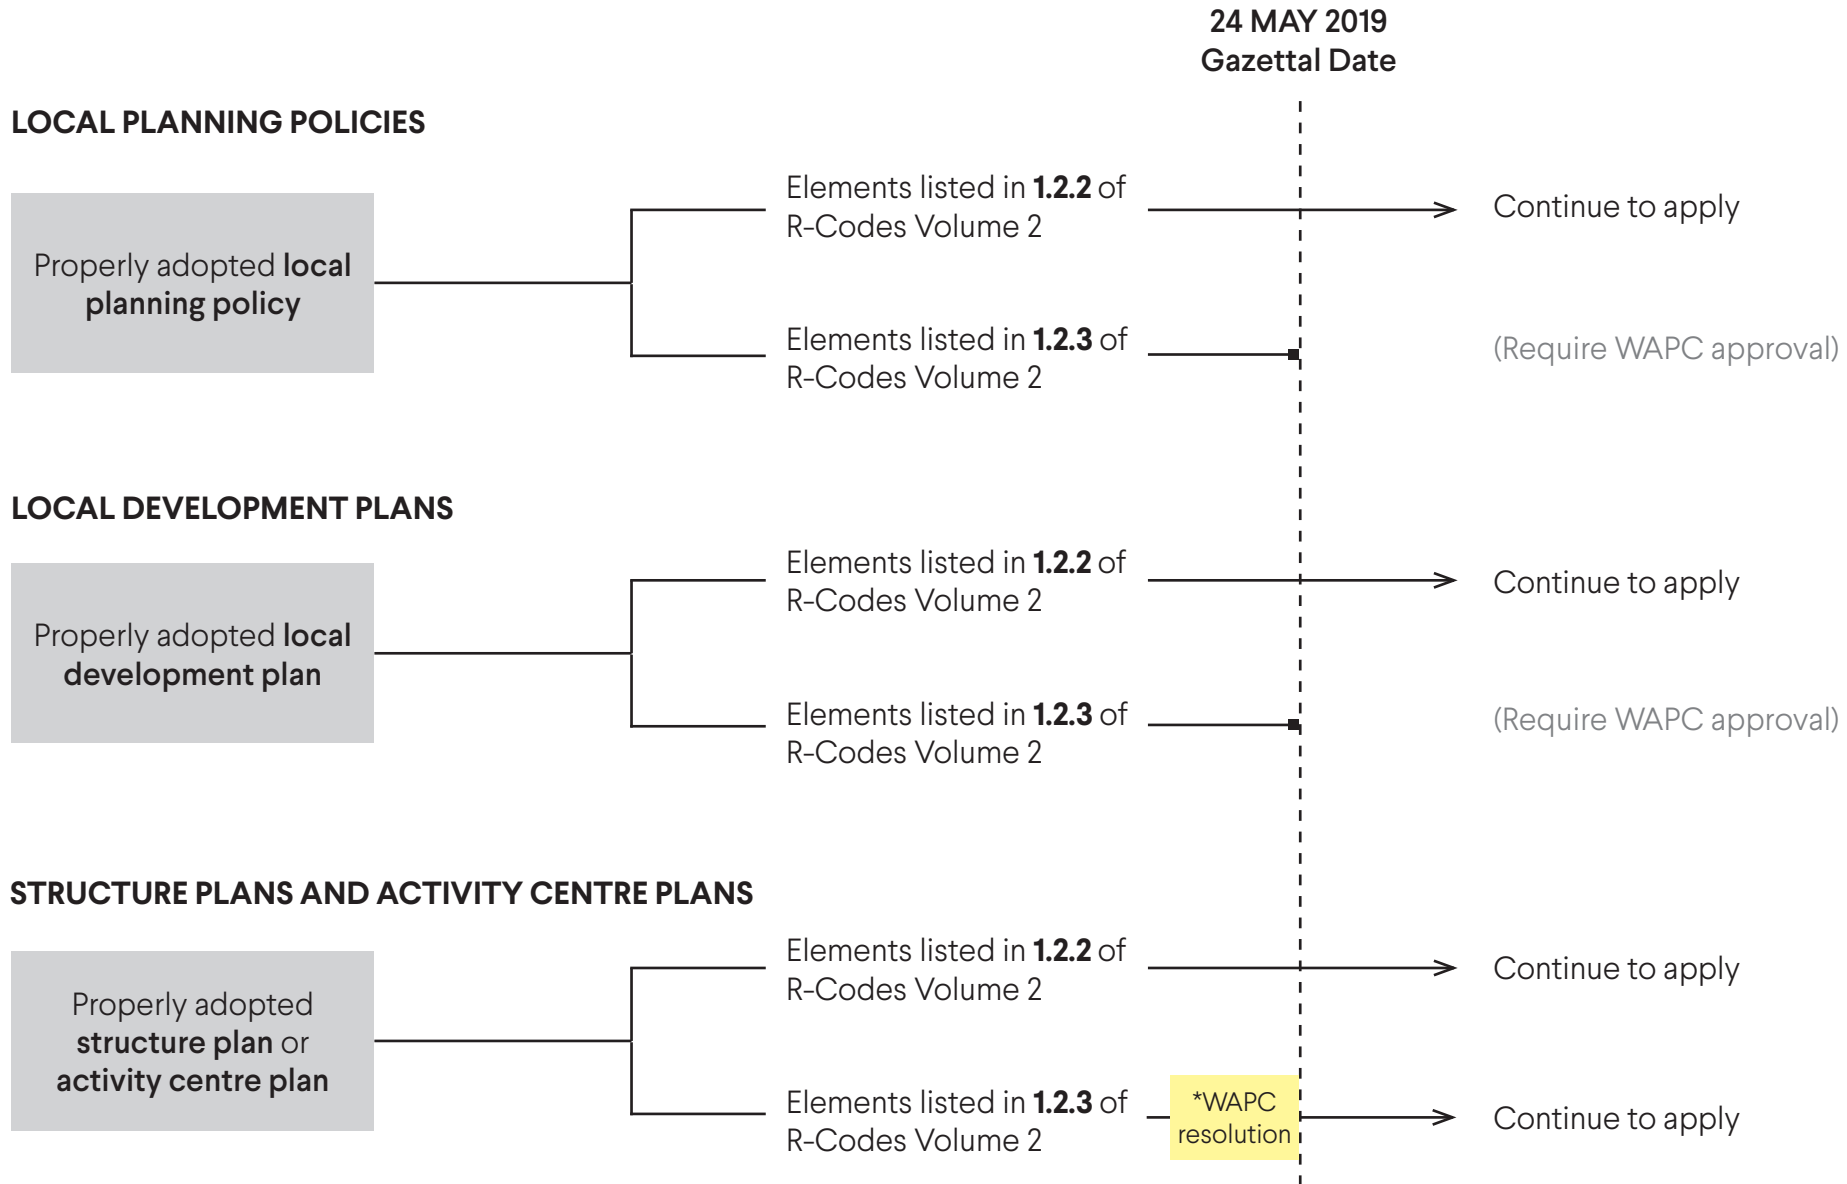 24 MAY 2019
Gazettal Date
LOCAL PLANNING POLICIES
Properly adopted local
planning policy
Elements listed in 1.2.2 of
R-Codes Volume 2
Continue to apply
Elements listed in 1.2.3 of
R-Codes Volume 2
(Require WAPC approval)
LOCAL DEVELOPMENT PLANS
Properly adopted local
development plan
Elements listed in 1.2.2 of
R-Codes Volume 2
Continue to apply
Elements listed in 1.2.3 of
R-Codes Volume 2
(Require WAPC approval)
STRUCTURE PLANS AND ACTIVITY CENTRE PLANS
Properly adopted
structure plan or
activity centre plan
Elements listed in 1.2.2 of
R-Codes Volume 2
Continue to apply
Elements listed in 1.2.3 of
R-Codes Volume 2
*WAPC
resolution
Continue to apply